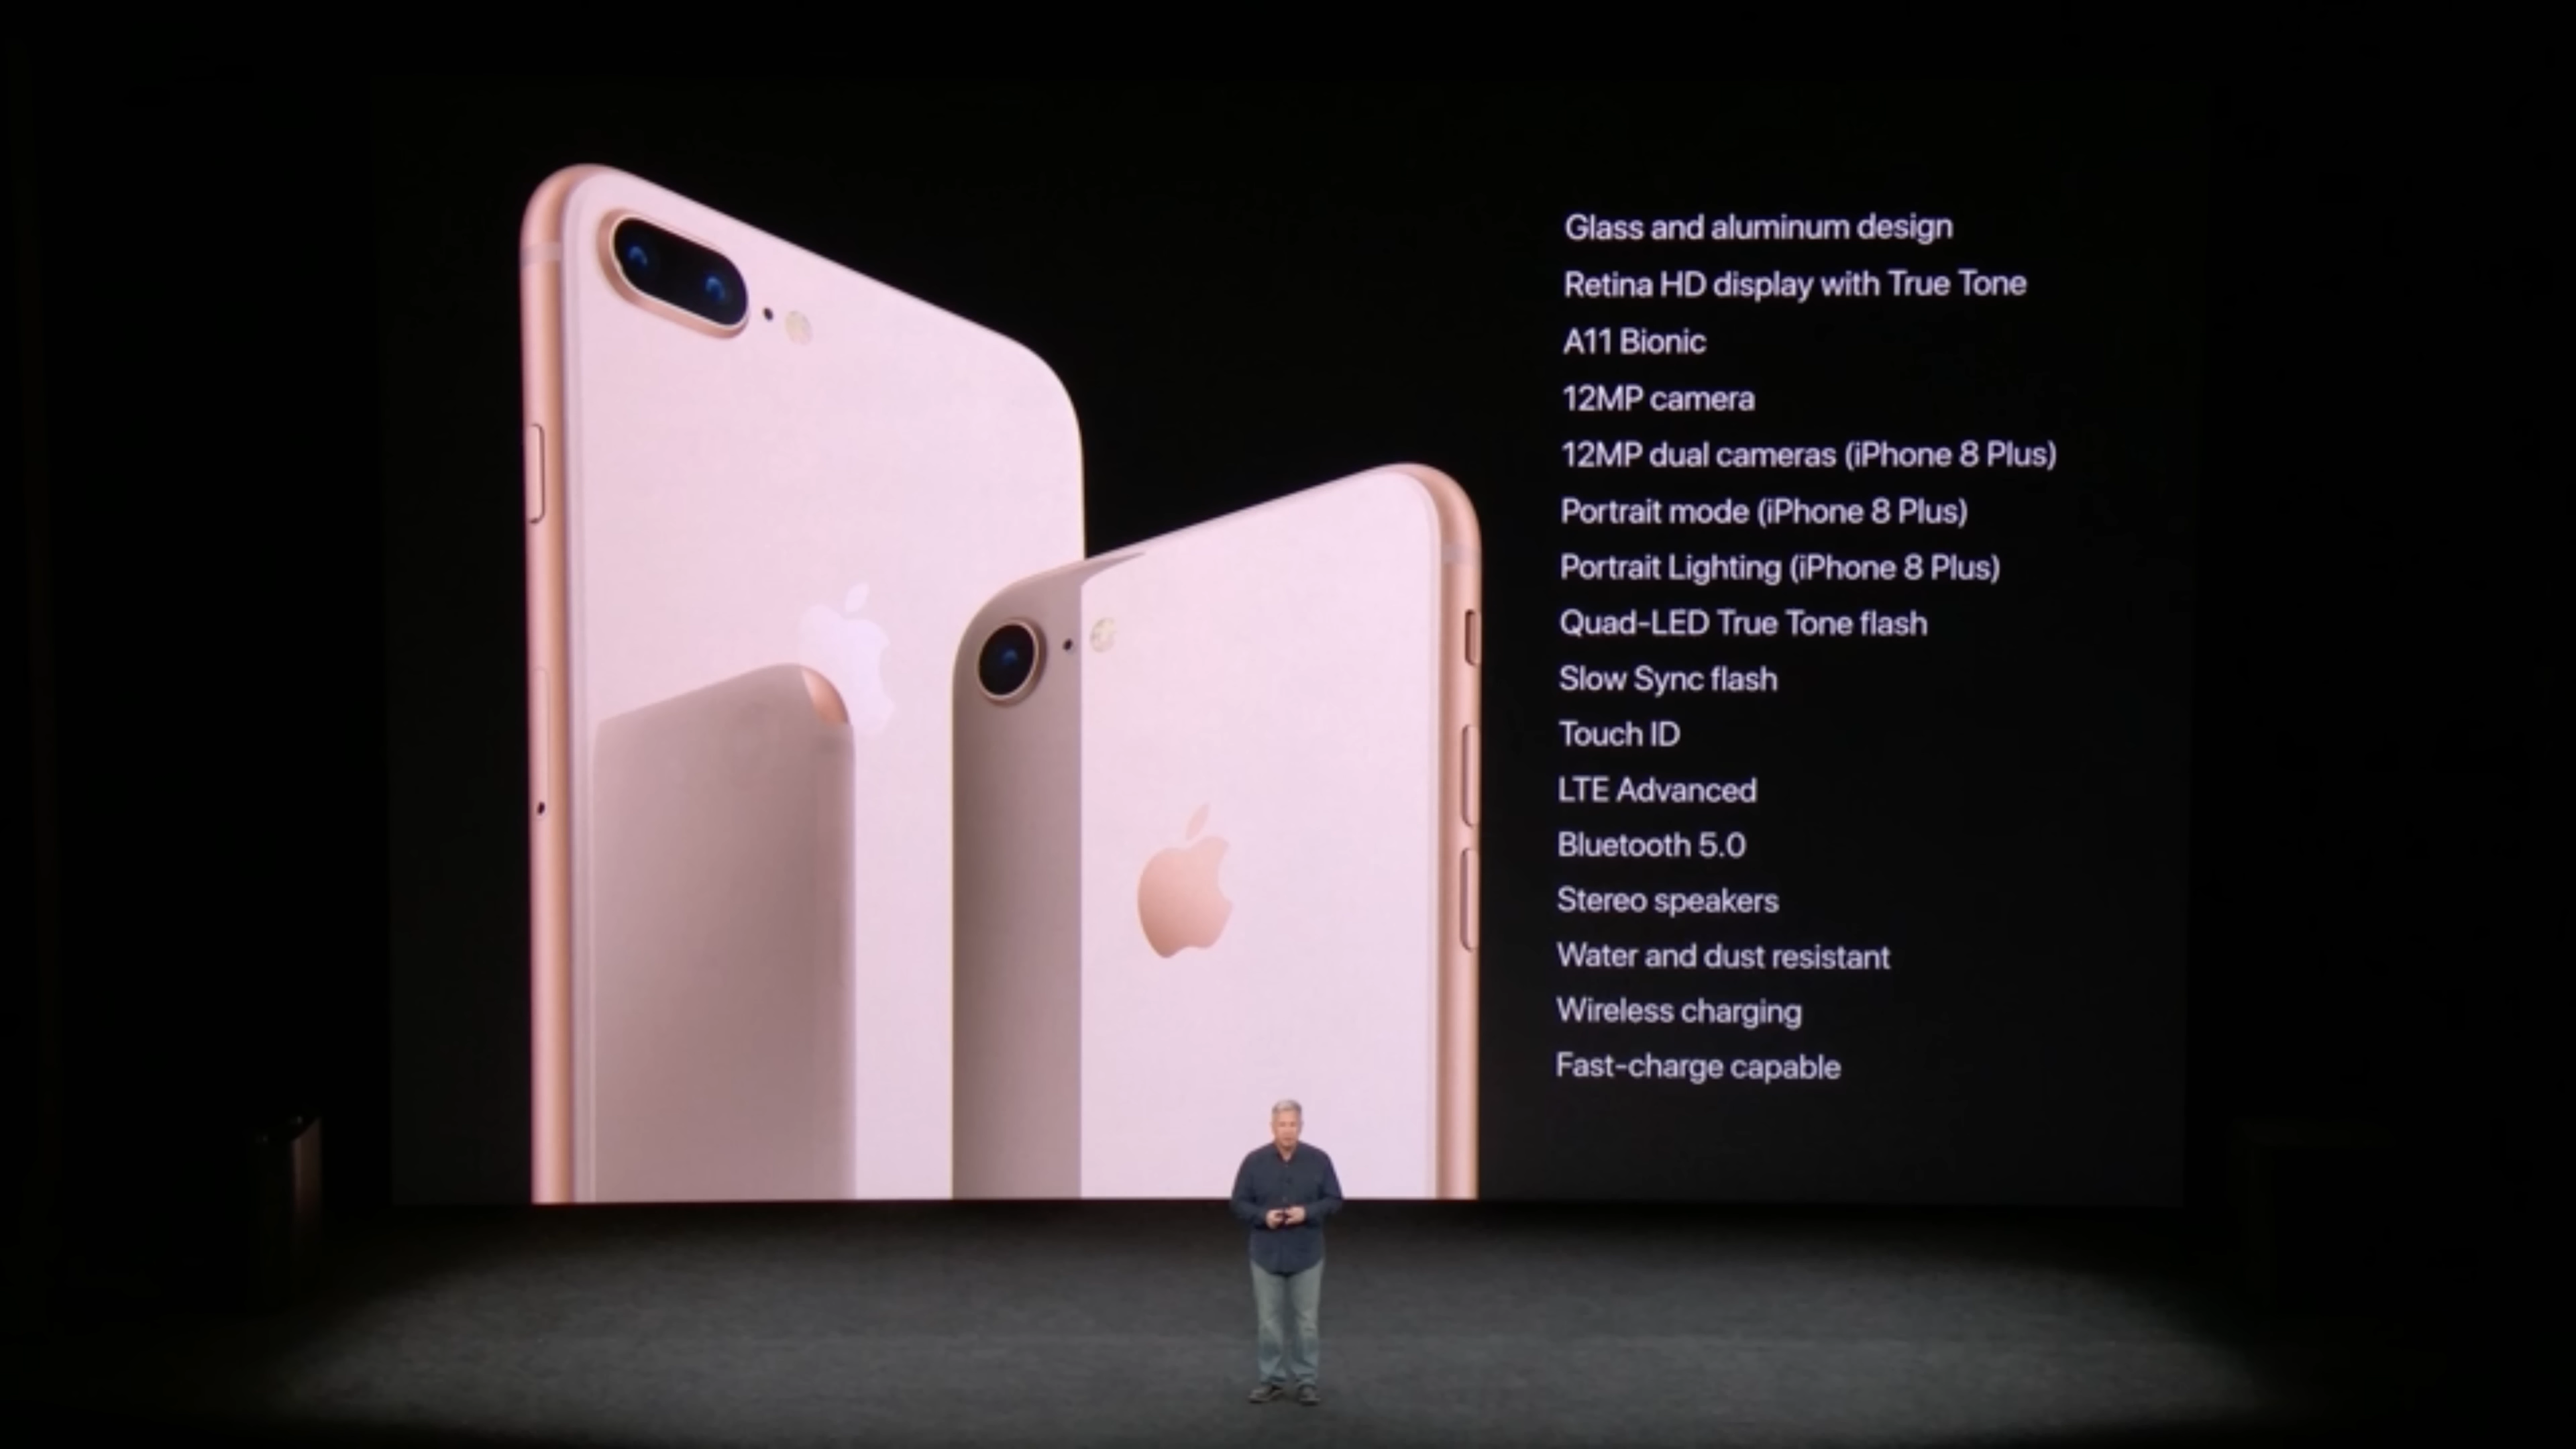 Glass and aluminum design
Retina HD display with True Tone
A11 Bionic
12MP camera
12MP dual cameras (iPhone 8 Plus)
Portrait mode (iPhone 8 Plus)
Portrait Lighting (iPhone 8 Plus)
Quad-LED True Tone flash
Slow Sync flash
Touch ID
LTE Advanced
Bluetooth 5.0
Stereo speakers
Water and dust resistant
Wireless charging
Fast-charge capable